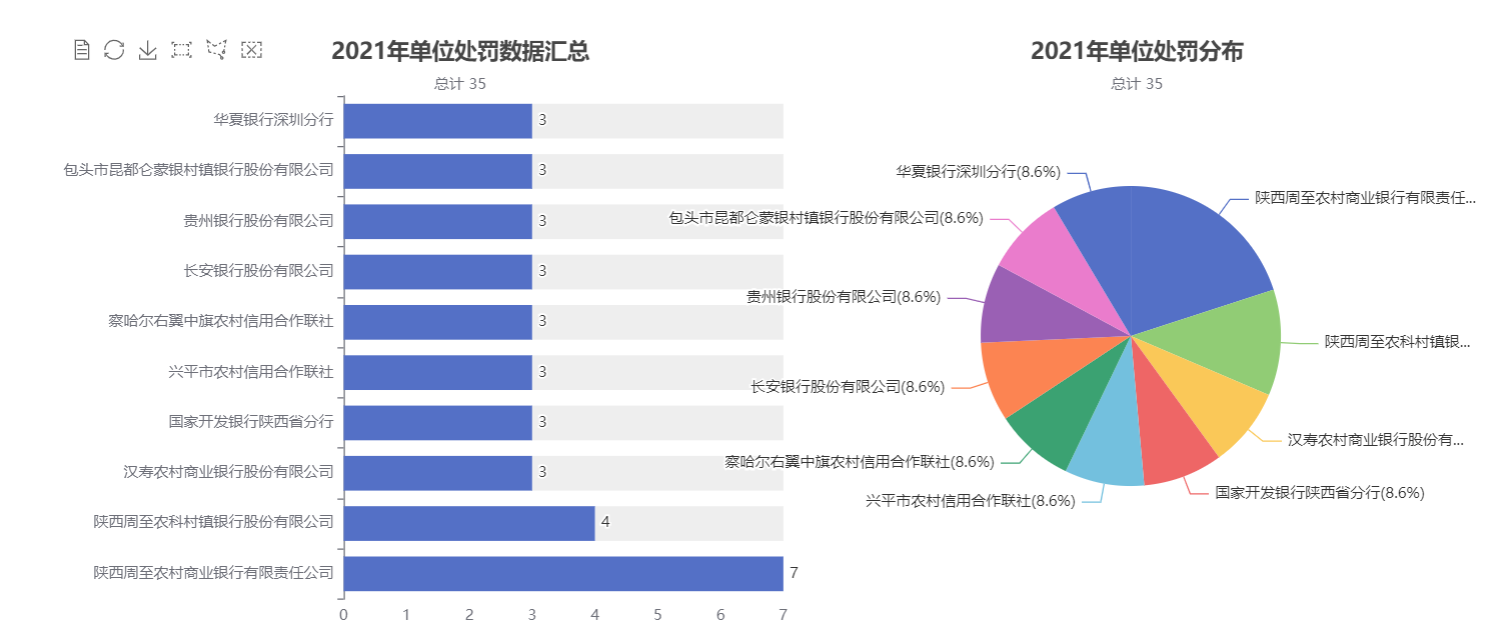 2021年单位处罚数据汇总
总计 35
华夏银行深圳分行
3
包头市昆都仑蒙银村镇银行股份有限公司
3
贵州银行股份有限公司
3
长安银行股份有限公司
3
察哈尔右翼中旗农村信用合作联社
3
兴平市农村信用合作联社
3
国家开发银行陕西省分行
3
汉寿农村商业银行股份有限公司
3
陕西周至农科村镇银行股份有限公司
4
陕西周至农村商业银行有限责任公司
7
0 1 2 3 4 5 6 7
2021年单位处罚分布
总计 35
华夏银行深圳分行(8.6%)
陕西周至农村商业银行有限责任...
包头市昆都仑蒙银村镇银行股份有限公司(8.6%)
贵州银行股份有限公司(8.6%)
陕西周至农科村镇银...
长安银行股份有限公司(8.6%)
汉寿农村商业银行股份有...
察哈尔右翼中旗农村信用合作联社(8.6%)
国家开发银行陕西省分行(8.6%)
兴平市农村信用合作联社(8.6%)